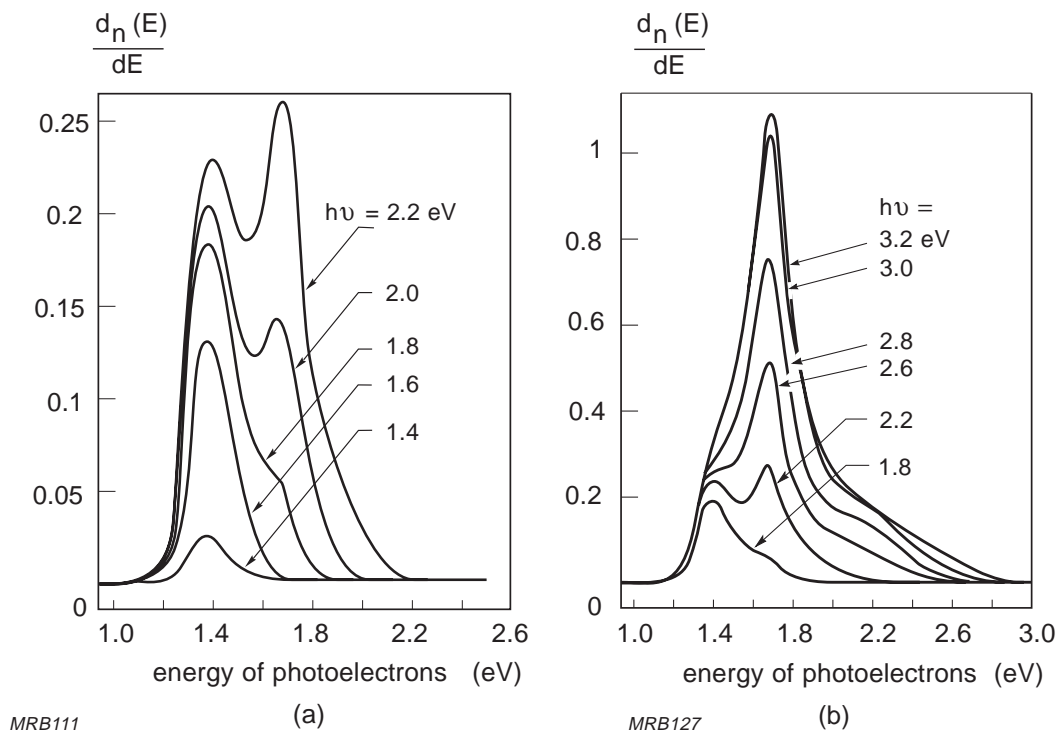 dn (E)
dE
0.25
0.2
0.15
0.1
0.05
0
1.0 1.4 1.8 2.2 2.6
energy of photoelectrons (eV)
hυ = 2.2 eV
2.0
1.8
1.6
1.4
MRB111
(a)
dn (E)
dE
1
0.8
0.6
0.4
0.2
0
1.0 1.4 1.8 2.2 2.6 3.0
energy of photoelectrons (eV)
hυ =
3.2 eV
3.0
2.8
2.6
2.2
1.8
MRB127
(b)